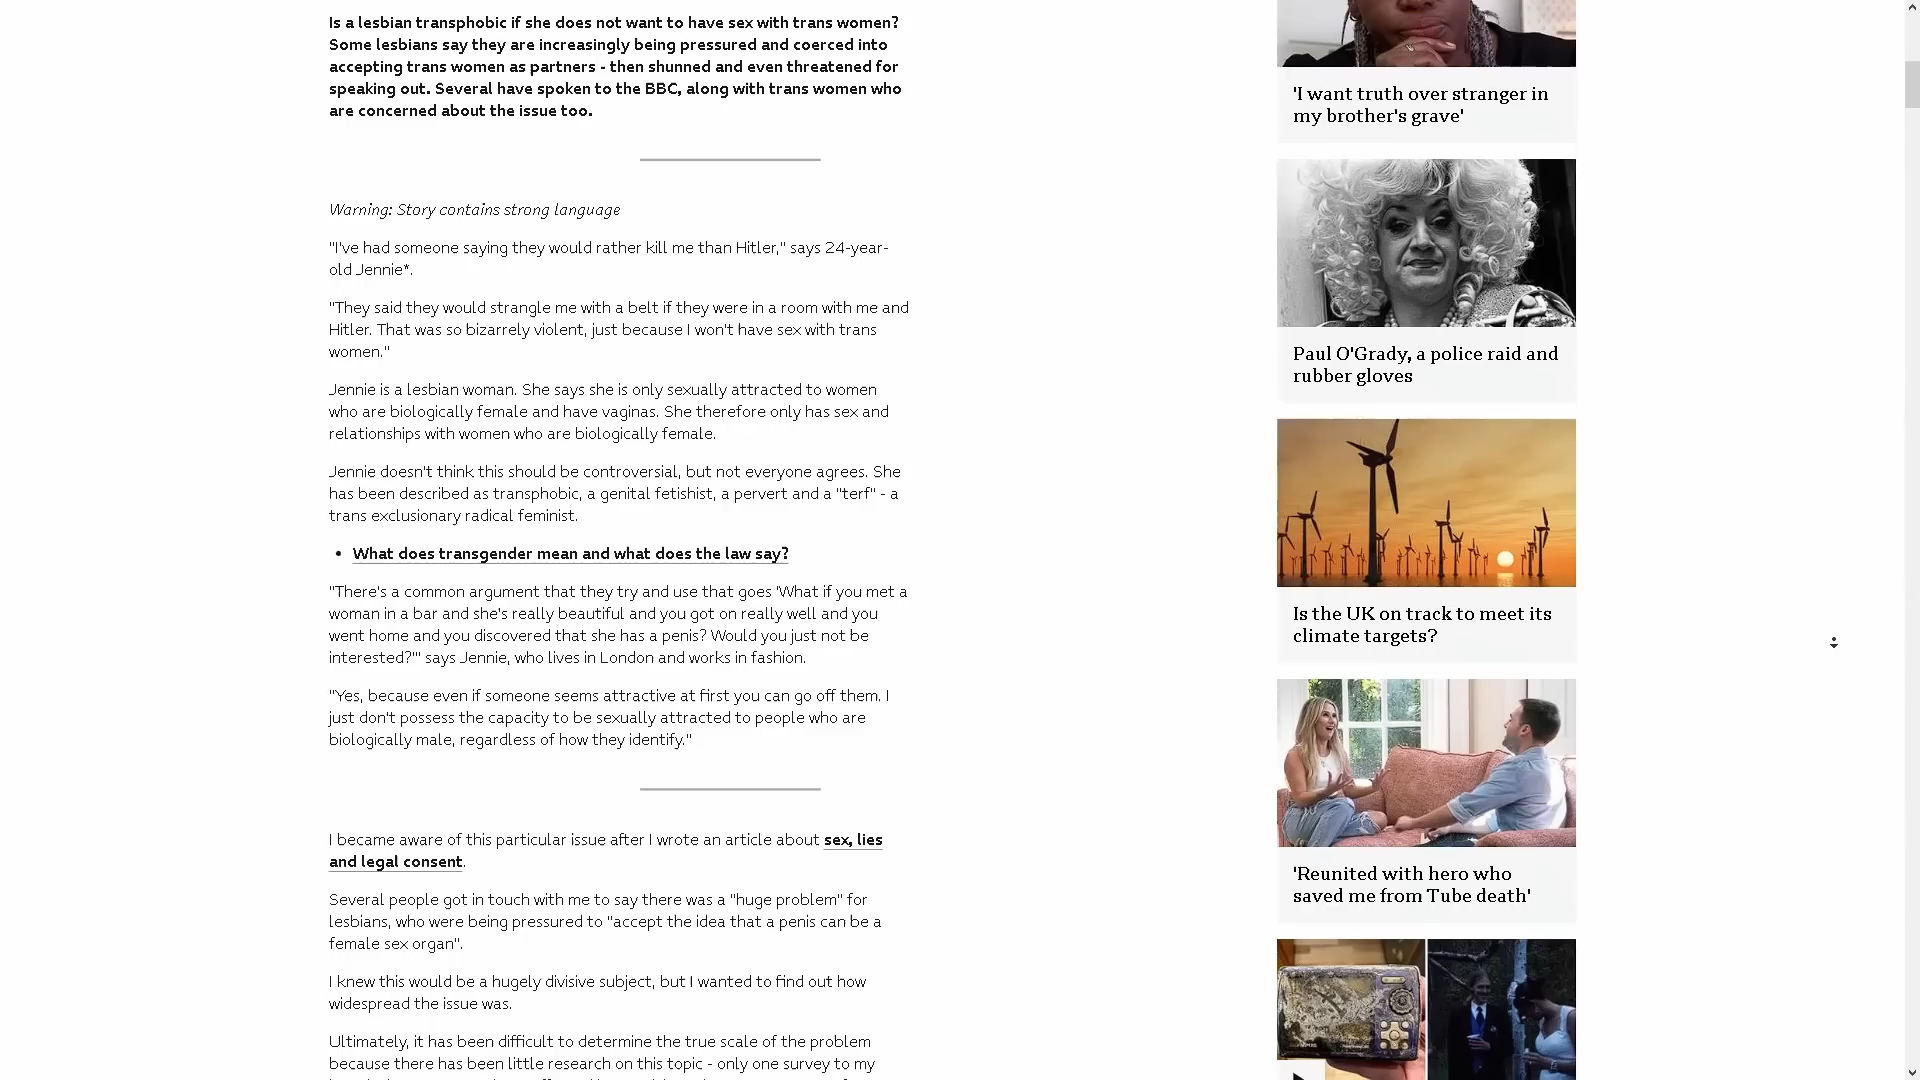 Is a lesbian transphobic if she does not want to have sex with trans women?
Some lesbians say they are increasingly being pressured and coerced into
accepting trans women as partners - then shunned and even threatened for
speaking out. Several have spoken to the BBC, along with trans women who
are concerned about the issue too.
Warning: Story contains strong language
"I've had someone saying they would rather kill me than Hitler," says 24-year-
old Jennie*.
"They said they would strangle me with a belt if they were in a room with me and
Hitler. That was so bizarrely violent, just because I won't have sex with trans
women."
Jennie is a lesbian woman. She says she is only sexually attracted to women
who are biologically female and have vaginas. She therefore only has sex and
relationships with women who are biologically female.
Jennie doesn't think this should be controversial, but not everyone agrees. She
has been described as transphobic, a genital fetishist, a pervert and a "terf" - a
trans exclusionary radical feminist.
• What does transgender mean and what does the law say?
"There's a common argument that they try and use that goes 'What if you met a
woman in a bar and she's really beautiful and you got on really well and you
went home and you discovered that she has a penis? Would you just not be
interested?'" says Jennie, who lives in London and works in fashion.
"Yes, because even if someone seems attractive at first you can go off them. I
just don't possess the capacity to be sexually attracted to people who are
biologically male, regardless of how they identify."
I became aware of this particular issue after I wrote an article about sex, lies
and legal consent.
Several people got in touch with me to say there was a "huge problem" for
lesbians, who were being pressured to "accept the idea that a penis can be a
female sex organ".
I knew this would be a hugely divisive subject, but I wanted to find out how
widespread the issue was.
Ultimately, it has been difficult to determine the true scale of the problem
because there has been little research on this topic - only one survey to my
'I want truth over stranger in
my brother's grave'
Paul O'Grady, a police raid and
rubber gloves
Is the UK on track to meet its
climate targets?
'Reunited with hero who
saved me from Tube death'